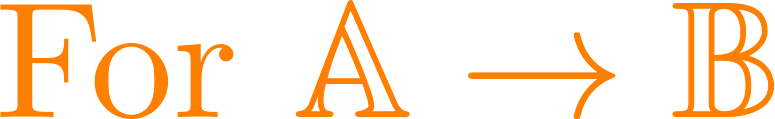 For 𝔸 → 𝔹